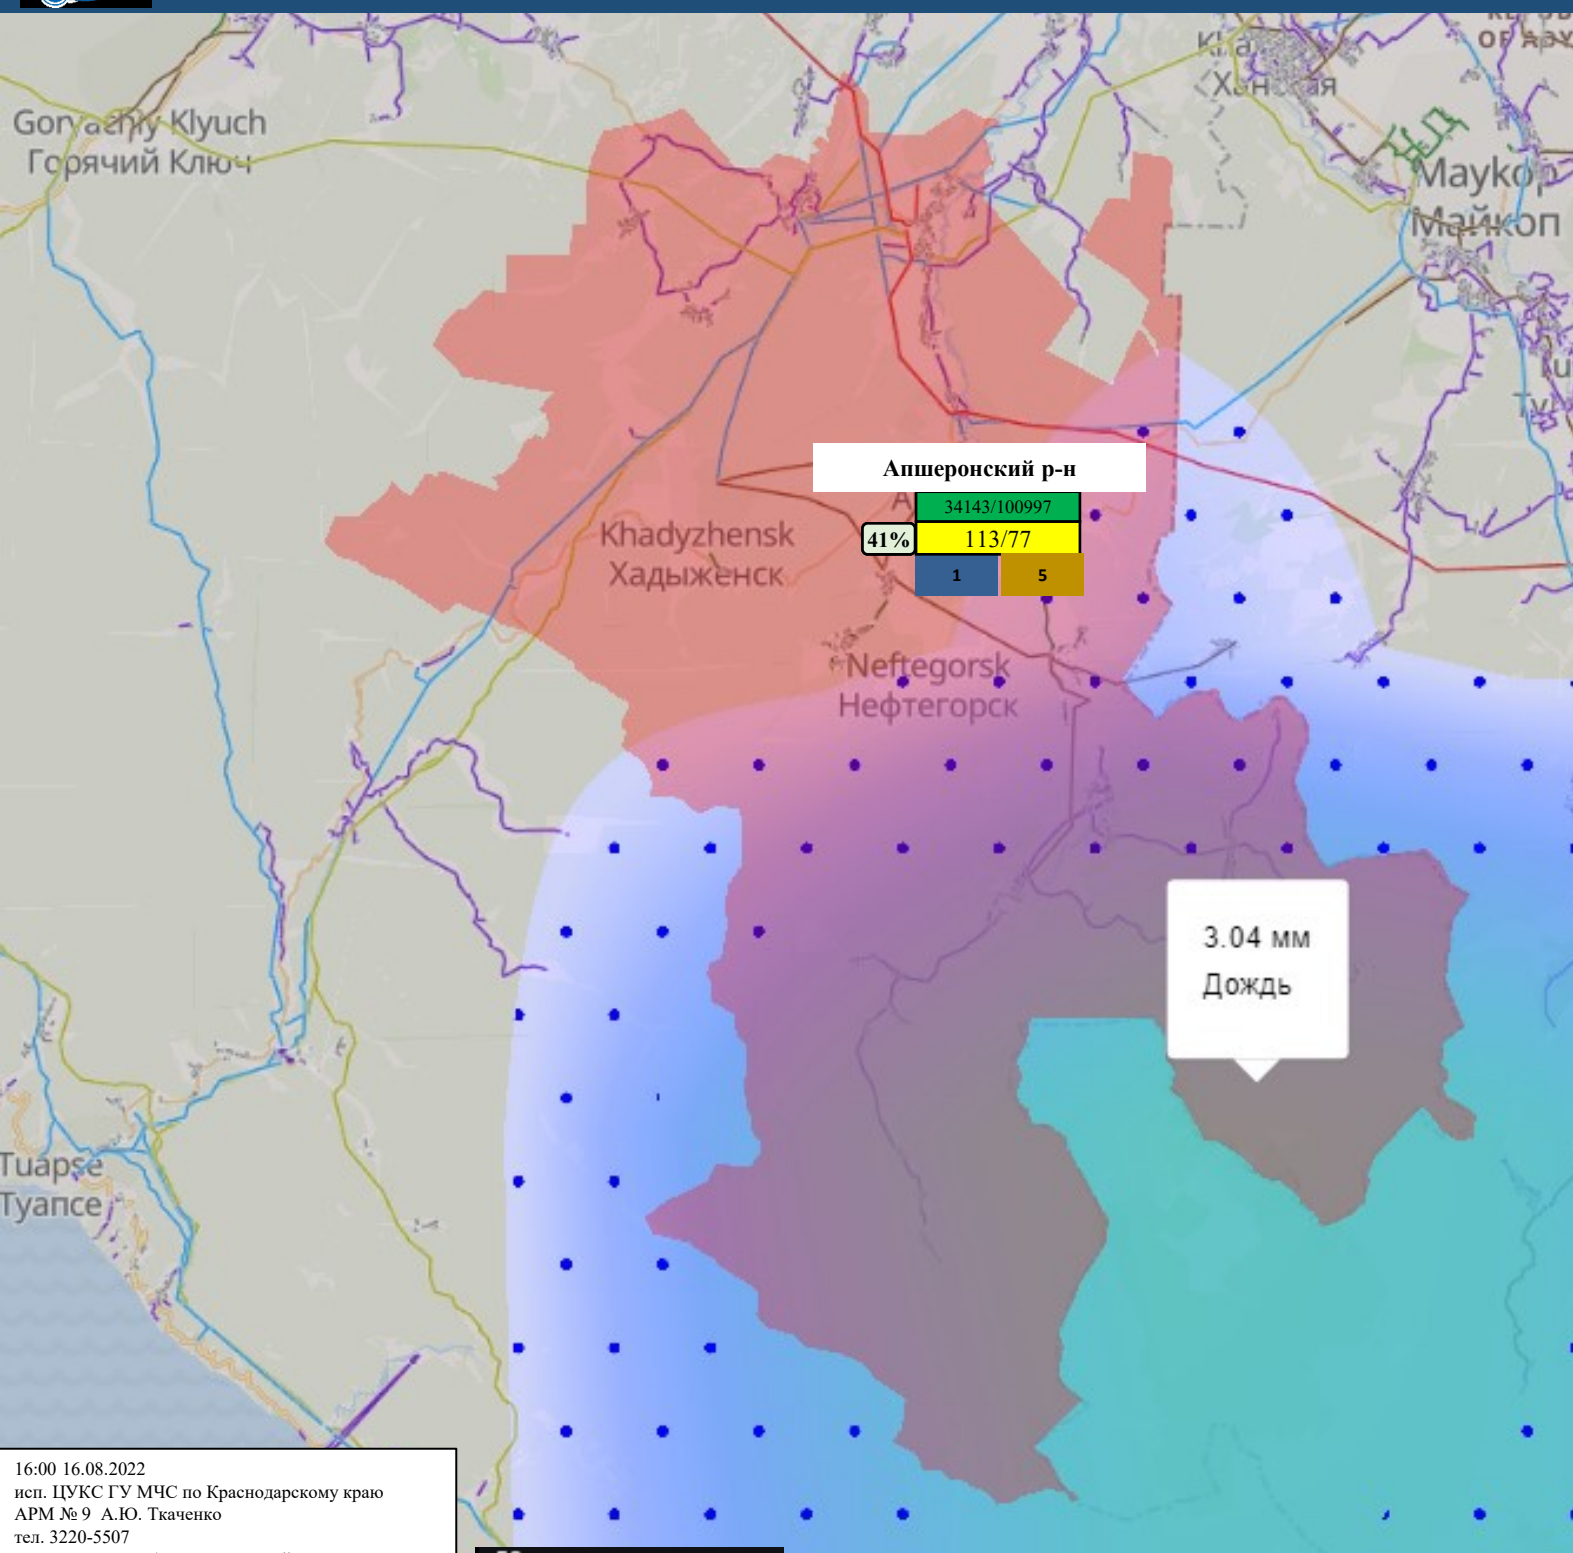 OF ADY
Ханская
Goryachiy Klyuch
Горячий Ключ
Maykop
Майкоп
Апшеронский р-н
34143/100997
41%
113/77
1
5
Khadyzhensk
Хадыженск
Neftegorsk
Нефтегорск
3.04 мм
Дождь
Tuapse
Туапсе
16:00 16.08.2022
исп. ЦУКС ГУ МЧС по Краснодарскому краю
АРМ № 9 А.Ю. Ткаченко
тел. 3220-5507